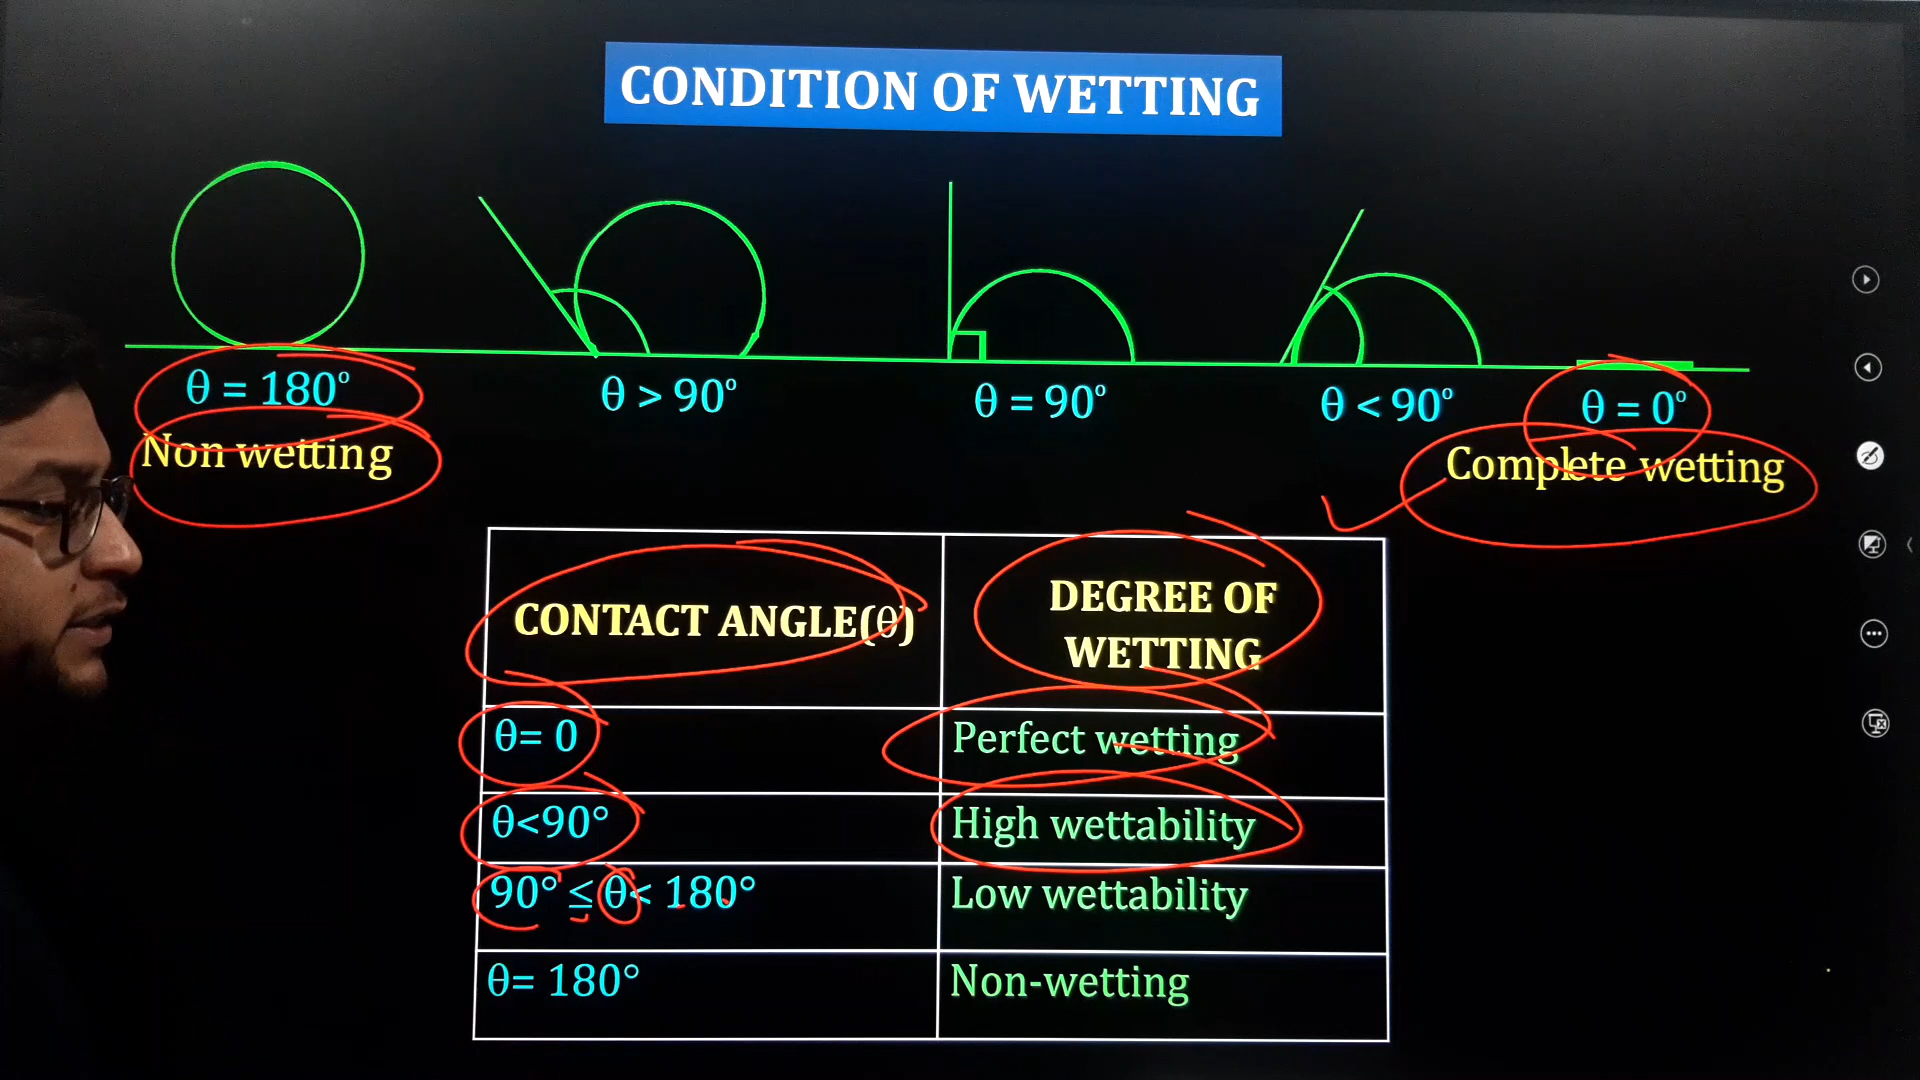 CONDITION OF WETTING
θ = 180°
θ > 90°
θ = 90°
θ < 90°
θ = 0°
Non wetting
Complete wetting
CONTACT ANGLE(θ)
DEGREE OF
WETTING
θ= 0
Perfect wetting
θ<90°
High wettability
90° ≤ θ< 180°
Low wettability
θ= 180°
Non-wetting